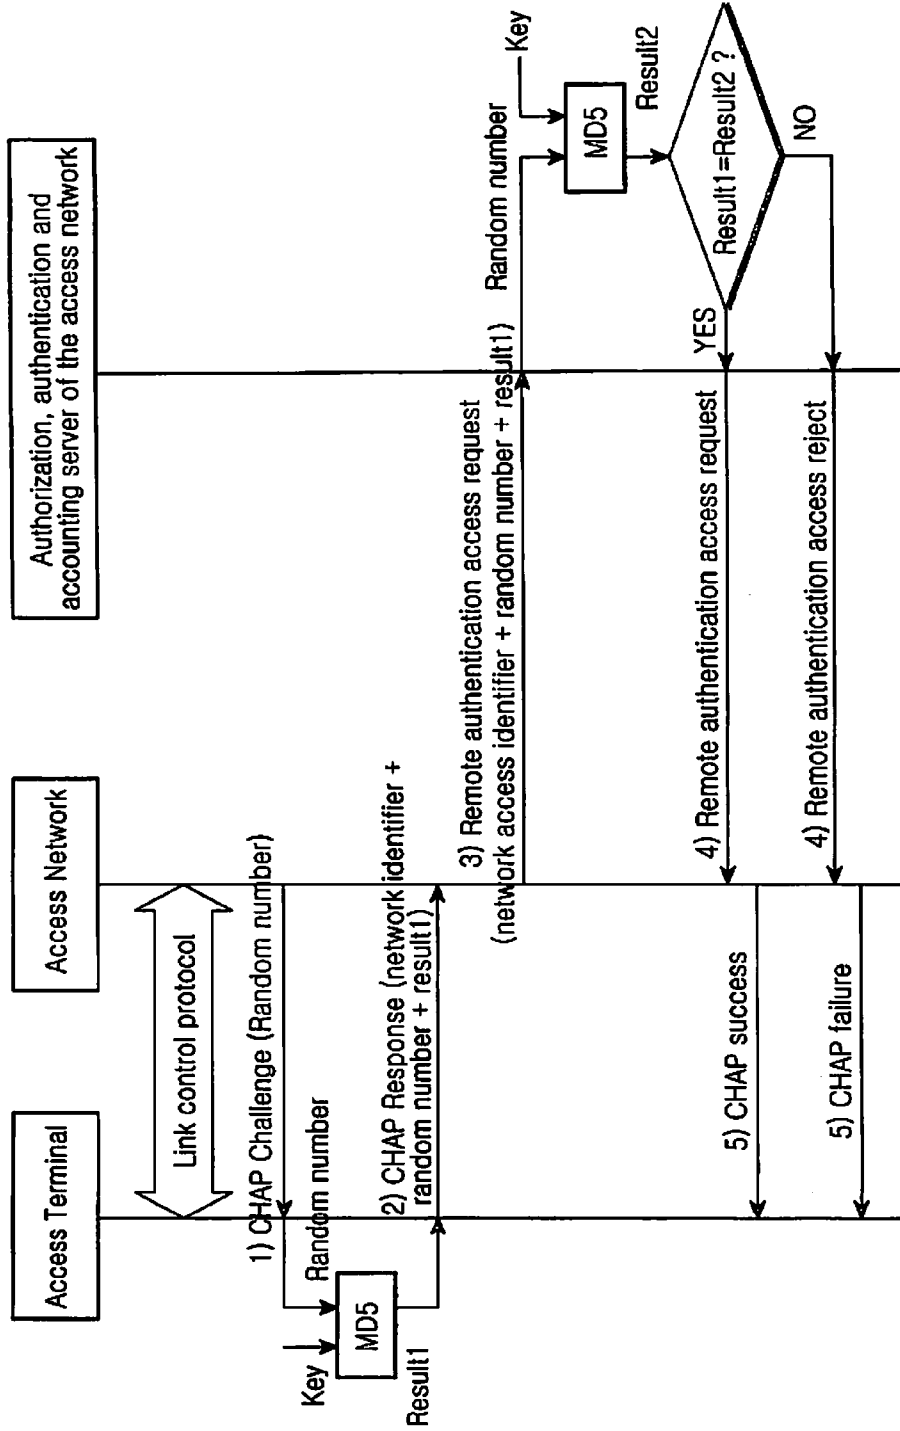 Access Terminal
Access Network
Authorization, authentication and
accounting server of the access network
Link control protocol
1) CHAP Challenge (Random number)
Random number
Key
MD5
Result1
2) CHAP Response (network identifier +
random number + result1)
3) Remote authentication access request
(network access identifier + random number + result1)
Random number
Key
MD5
Result2
Result1=Result2 ?
YES
NO
4) Remote authentication access request
4) Remote authentication access reject
5) CHAP success
5) CHAP failure